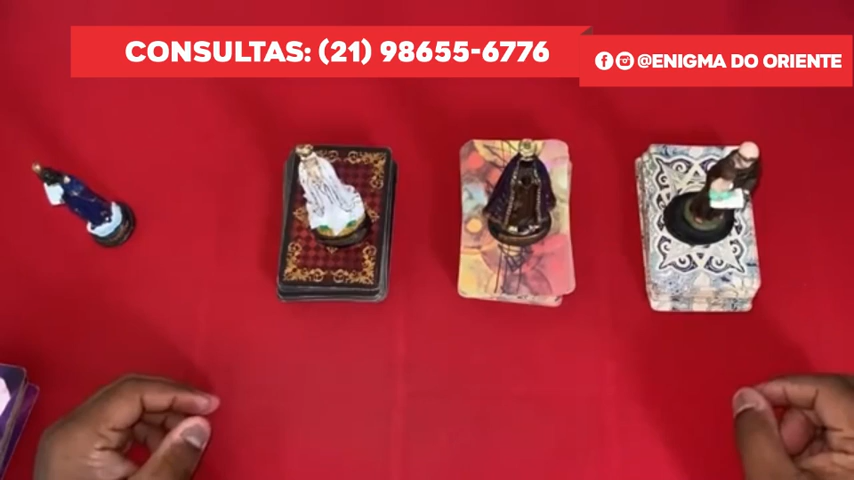 CONSULTAS: (21) 98655-6776
@ENIGMA DO ORIENTE